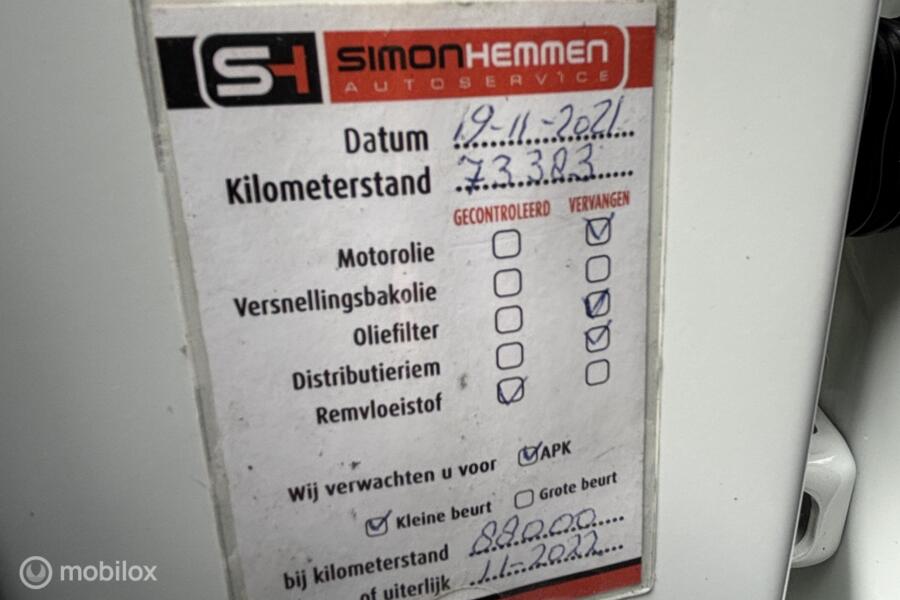 SH SIMONHEMMEN
AUTOSERVICE
Datum 19-11-2021
Kilometerstand 73383
GECONTROLEERD VERVANGEN
Motorolie
Versnellingsbakolie
Oliefilter
Distributieriem
Remvloeistof
Wij verwachten u voor APK
Kleine beurt Grote beurt
bij kilometerstand 88000
of uiterlijk 11-2022
mobilox